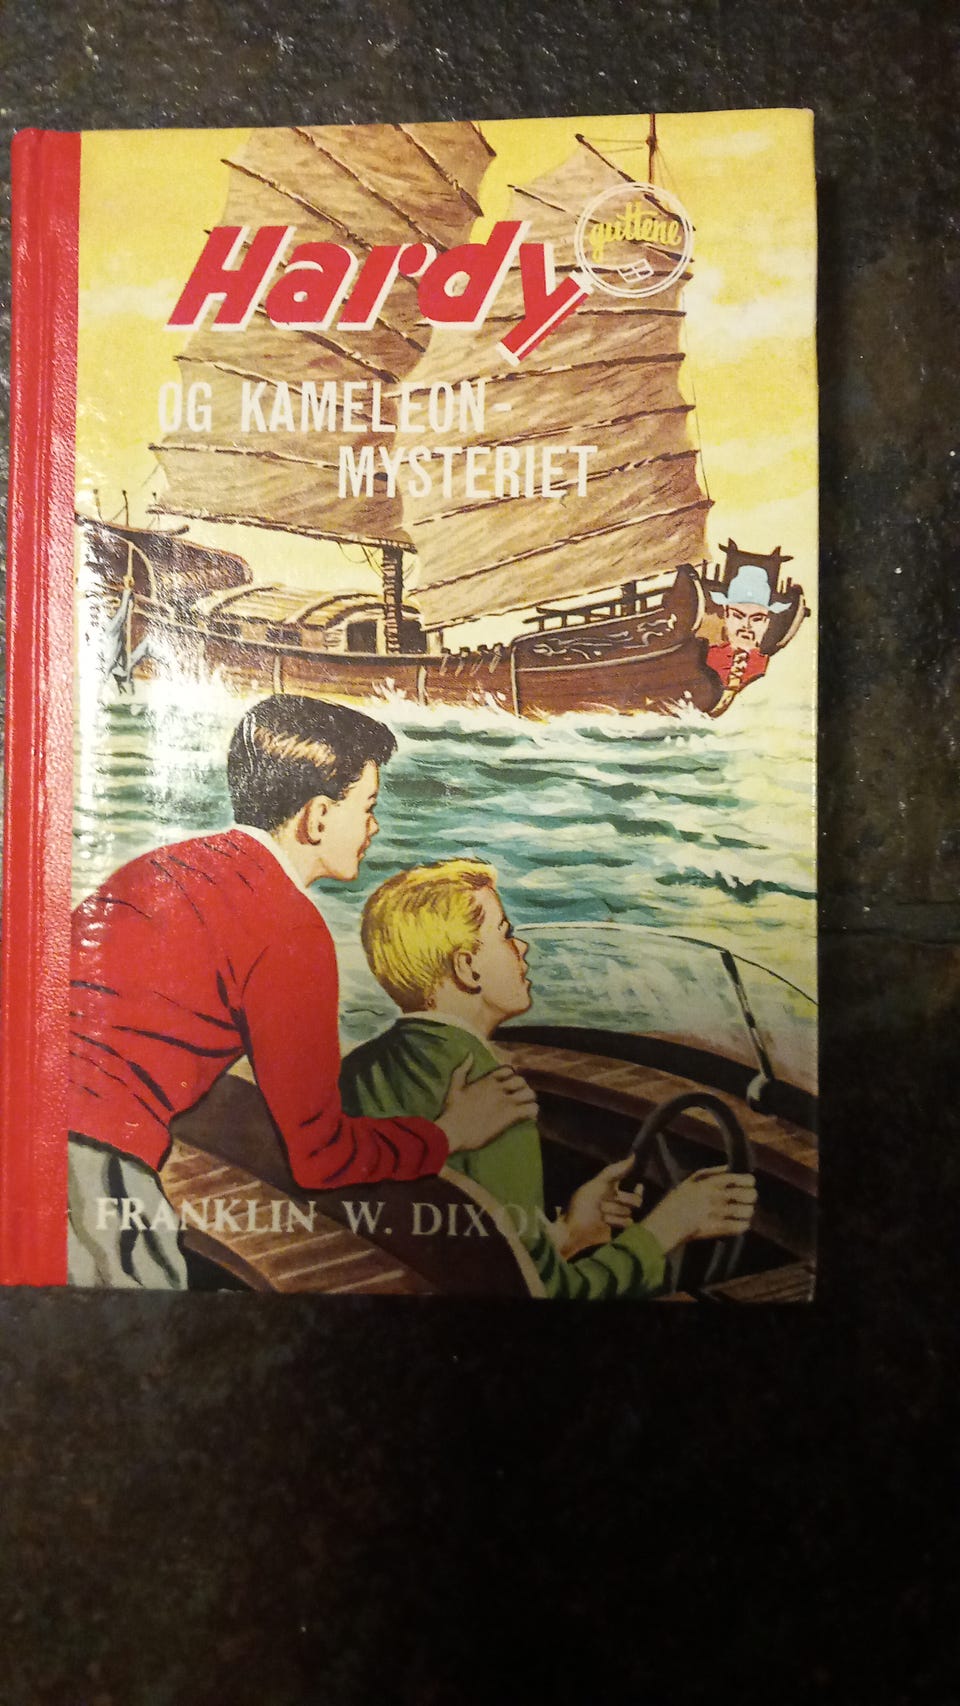 Hardy
guttene
OG KAMELEON-
MYSTERIET
FRANKLIN W. DIXON